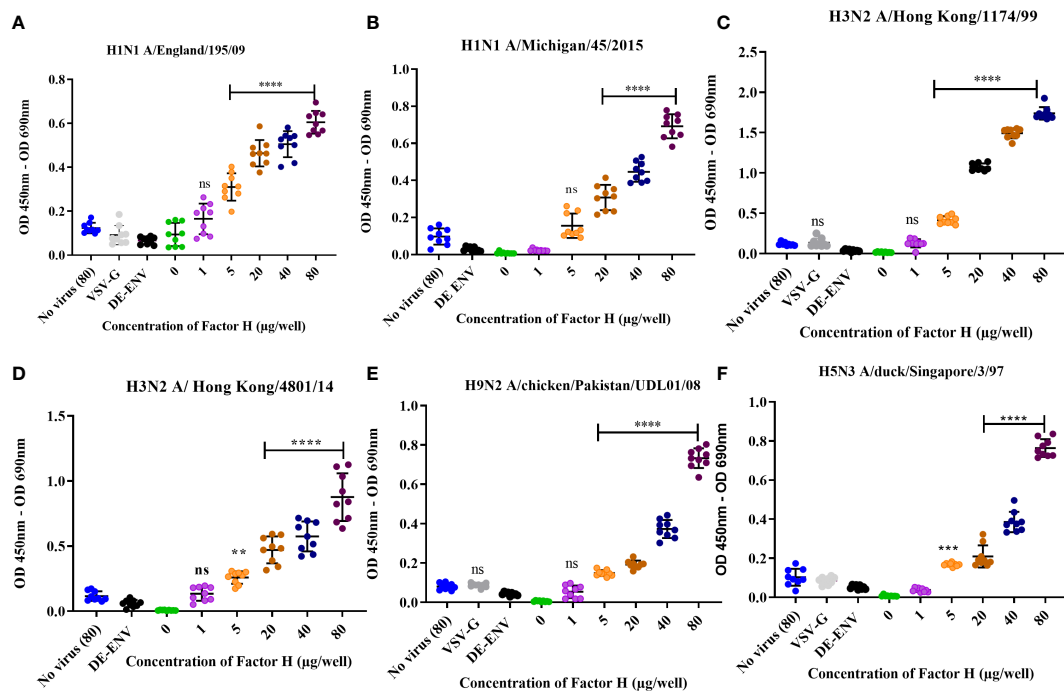 A
H1N1 A/England/195/09
OD 450nm - OD 690nm
0.8
0.6
0.4
0.2
0.0
ns
****
No virus (80)
VSV-G
DE-ENV
0
1
5
20
40
80
Concentration of Factor H (µg/well)
B
H1N1 A/Michigan/45/2015
OD 450nm - OD 690nm
1.0
0.8
0.6
0.4
0.2
0.0
ns
****
No virus (80)
DE ENV
0
1
5
20
40
80
Concentration of Factor H (µg/well)
C
H3N2 A/Hong Kong/1174/99
OD 450nm - OD 690nm
2.5
2.0
1.5
1.0
0.5
0.0
ns
ns
****
No virus (80)
VSV-G
DE-ENV
0
1
5
20
40
80
Concentration of Factor H (µg/well)
D
H3N2 A/ Hong Kong/4801/14
OD 450nm - OD 690nm
1.5
1.0
0.5
0.0
ns
**
****
No virus (80)
DE-ENV
0
1
5
20
40
80
Concentration of Factor H (µg/well)
E
H9N2 A/chicken/Pakistan/UDL01/08
OD 450nm - OD 690nm
1.0
0.8
0.6
0.4
0.2
0.0
ns
ns
****
No virus (80)
VSV-G
DE-ENV
0
1
5
20
40
80
Concentration of Factor H (µg/well)
F
H5N3 A/duck/Singapore/3/97
OD 450nm - OD 690nm
1.0
0.8
0.6
0.4
0.2
0.0
***
****
No virus (80)
VSV-G
DE-ENV
0
1
5
20
40
80
Concentration of Factor H (µg/well)